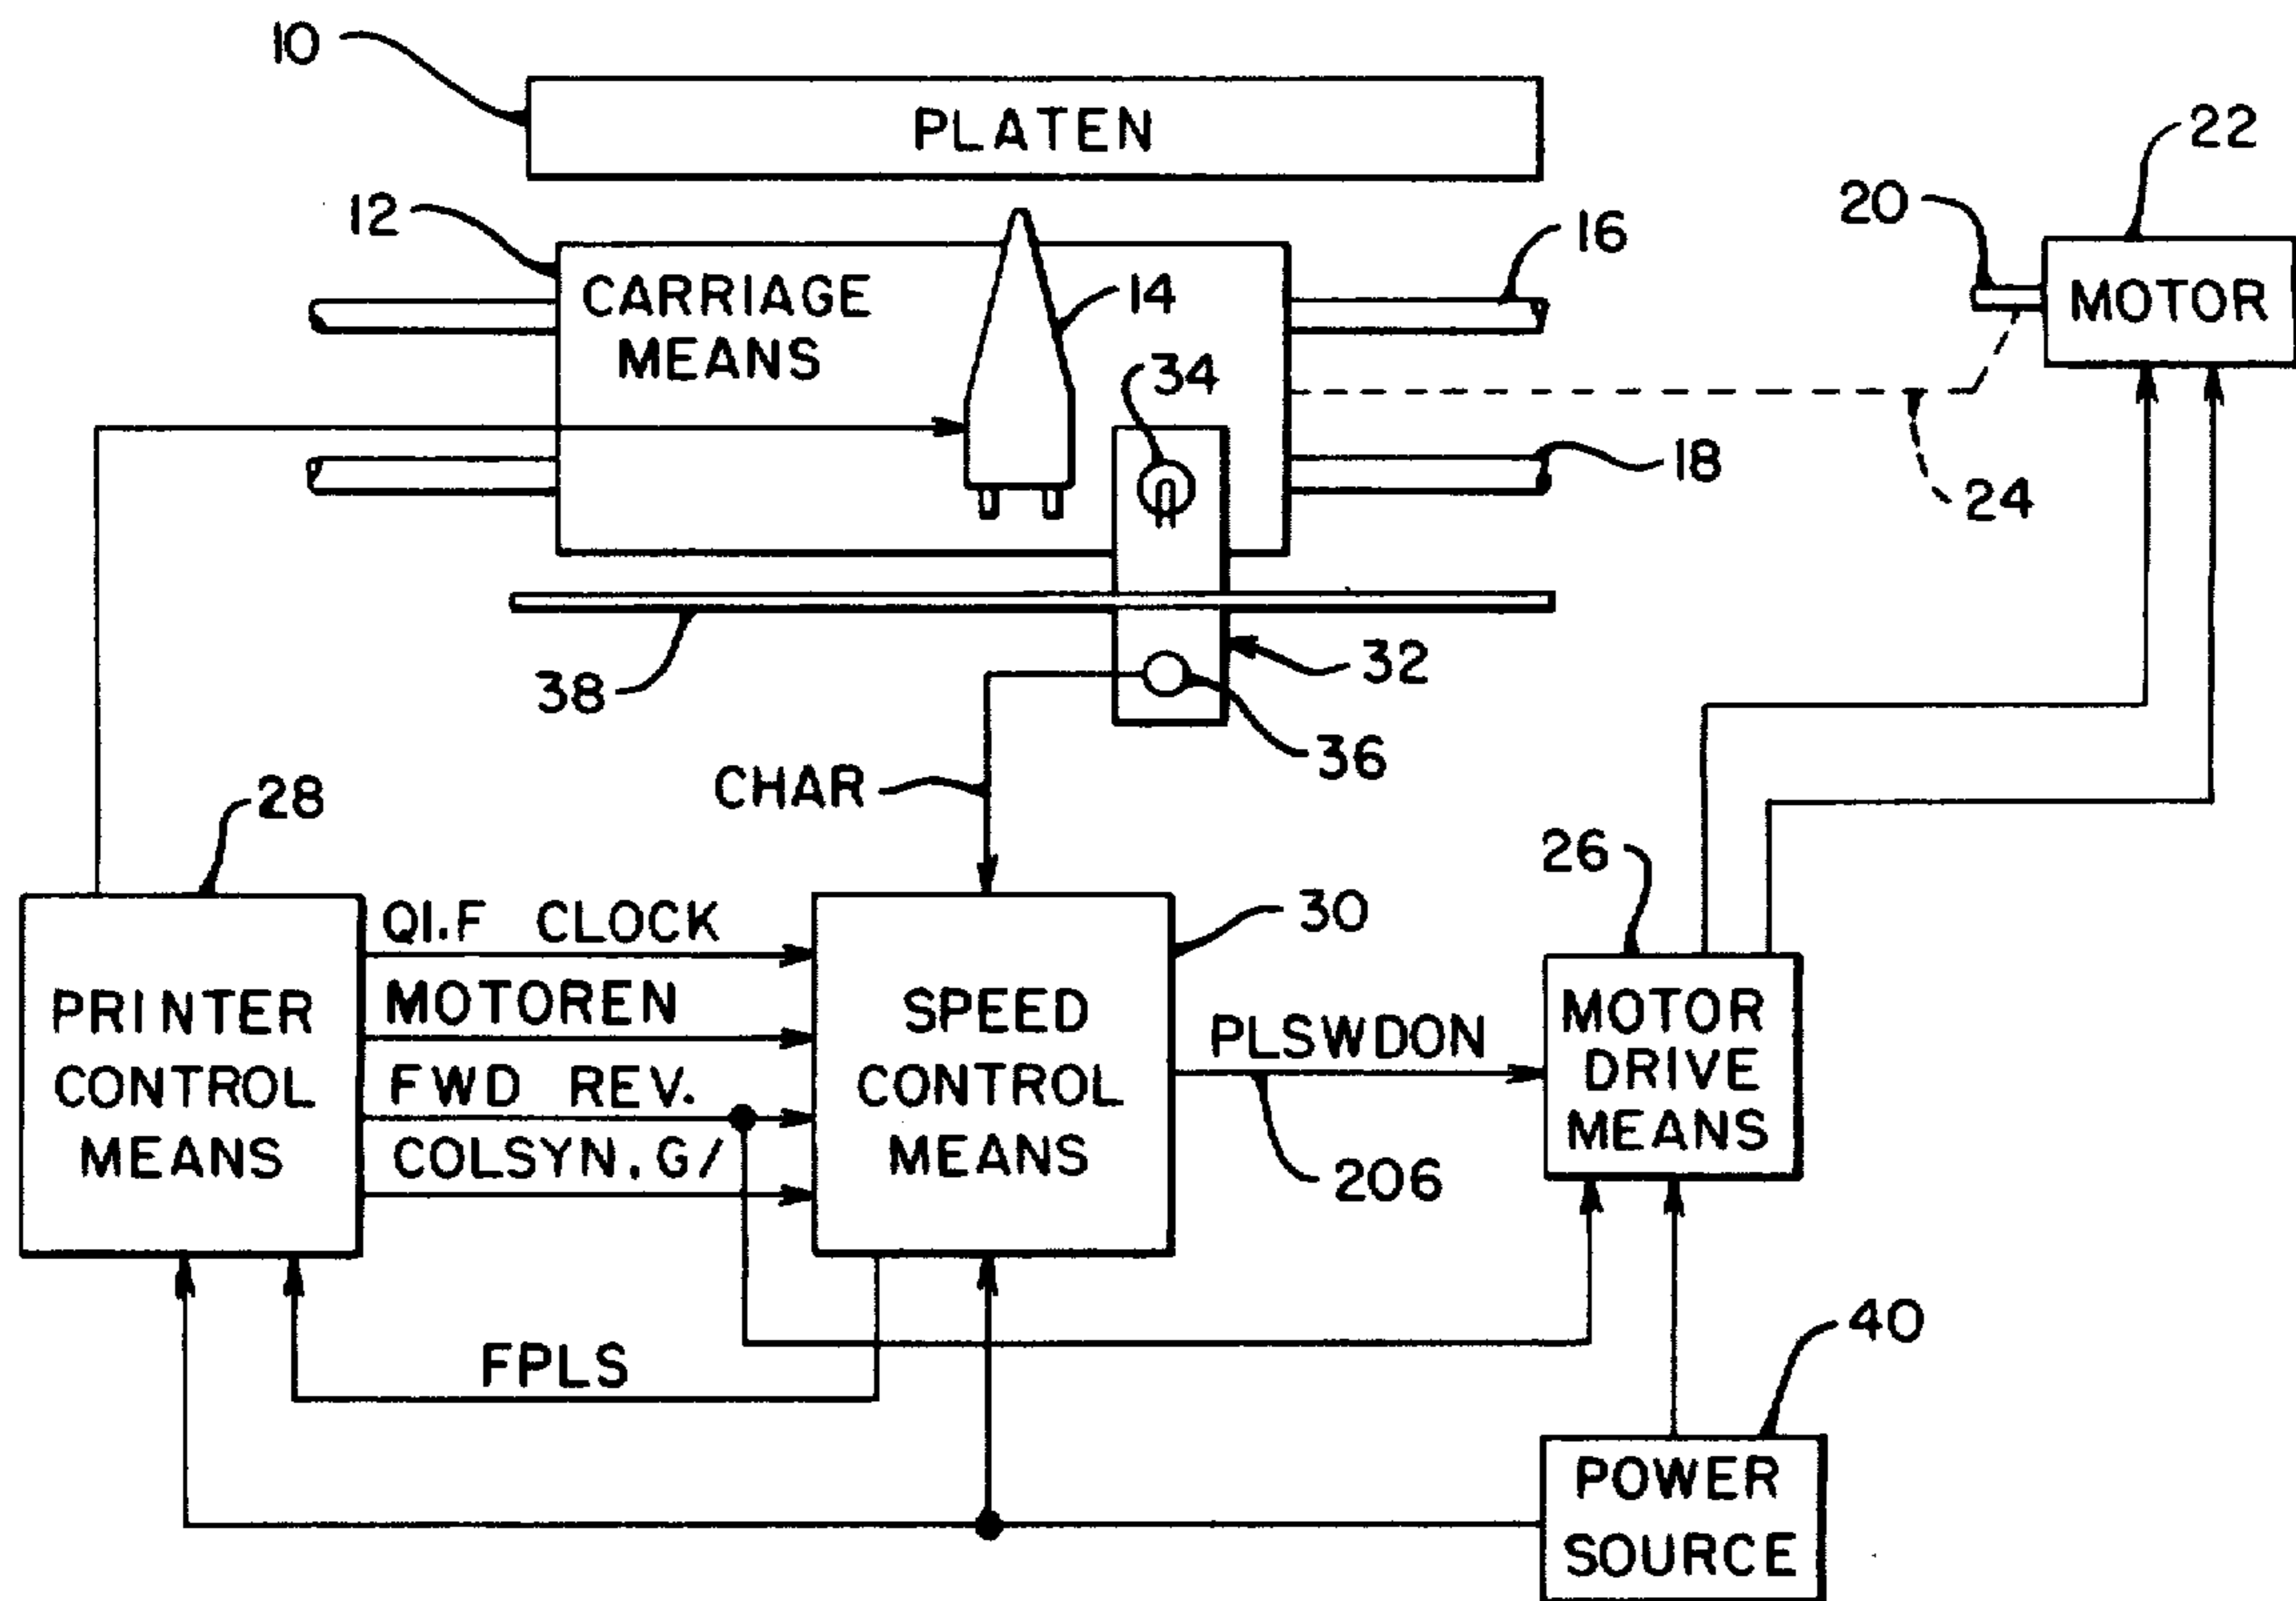 10
PLATEN
22
12
20
16
CARRIAGE
MEANS
14
MOTOR
34
18
24
38
32
36
CHAR
28
26
30
Q1.F CLOCK
MOTOREN
FWD REV.
COLSYN.G/
PRINTER
CONTROL
MEANS
SPEED
CONTROL
MEANS
PLSWDON
206
MOTOR
DRIVE
MEANS
FPLS
40
POWER
SOURCE